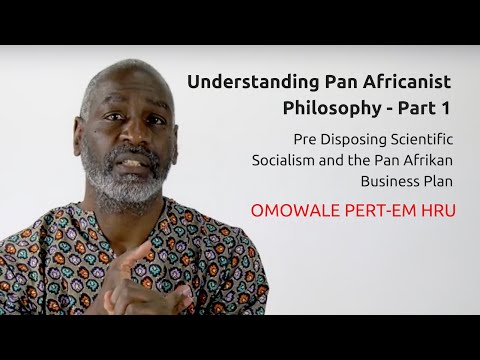 Understanding Pan Africanist
Philosophy - Part 1
Pre Disposing Scientific
Socialism and the Pan Afrikan
Business Plan
OMOWALE PERT-EM HRU